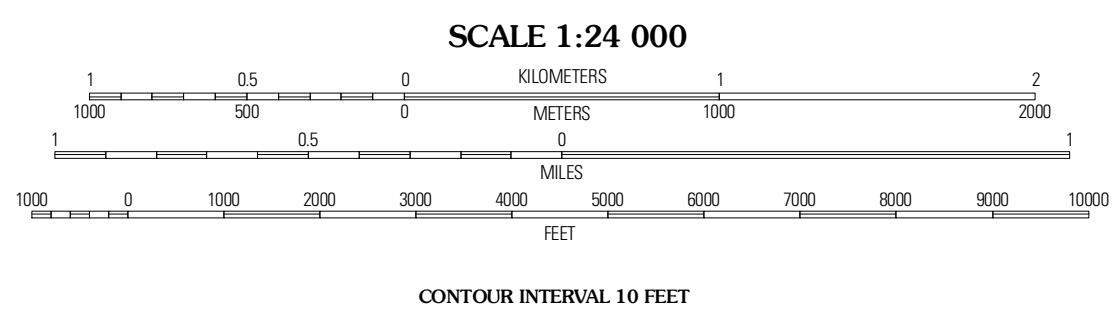 SCALE 1:24 000
1 0.5 0 KILOMETERS 1 2
1000 500 0 METERS 1000 2000
1 0.5 0 1
MILES
1000 0 1000 2000 3000 4000 5000 6000 7000 8000 9000 10000
FEET
CONTOUR INTERVAL 10 FEET